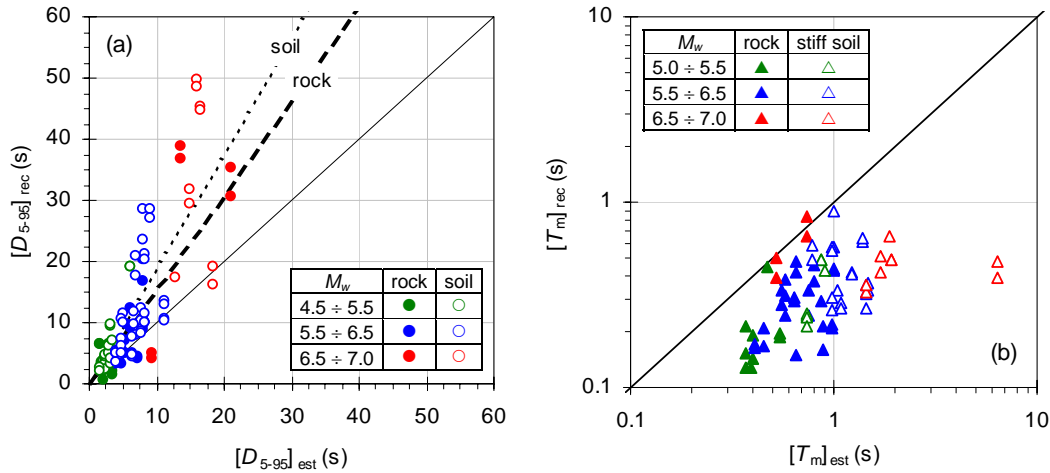 (a)
60
50
40
30
20
10
0
[D5-95] rec (s)
soil
rock
Mw rock soil
4.5 ÷ 5.5
5.5 ÷ 6.5
6.5 ÷ 7.0
0 10 20 30 40 50 60
[D5-95] est (s)
10
1
0.1
[Tm] rec (s)
Mw rock stiff soil
5.0 ÷ 5.5
5.5 ÷ 6.5
6.5 ÷ 7.0
(b)
0.1 1 10
[Tm] est (s)